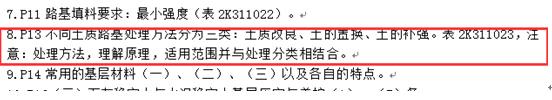 7.P11 路基填料要求：最小强度（表 2K311022）。
8.P13 不同土质路基处理方法分为三类：土质改良、土的置换、土的补强。表 2K311023，注
意：处理方法，理解原理，适用范围并与处理分类相结合。
9.P14 常用的基层材料（一）、（二）、（三）以及各自的特点。